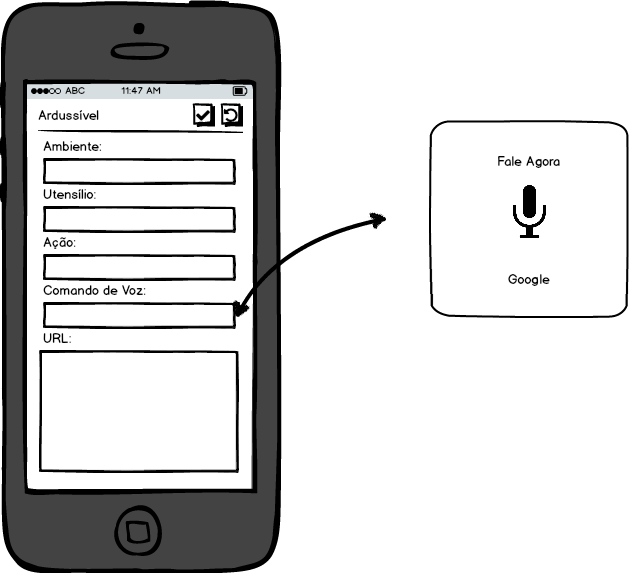 ABC 11:47 AM
Ardussível
Ambiente:
Utensílio:
Ação:
Comando de Voz:
URL:
Fale Agora
Google